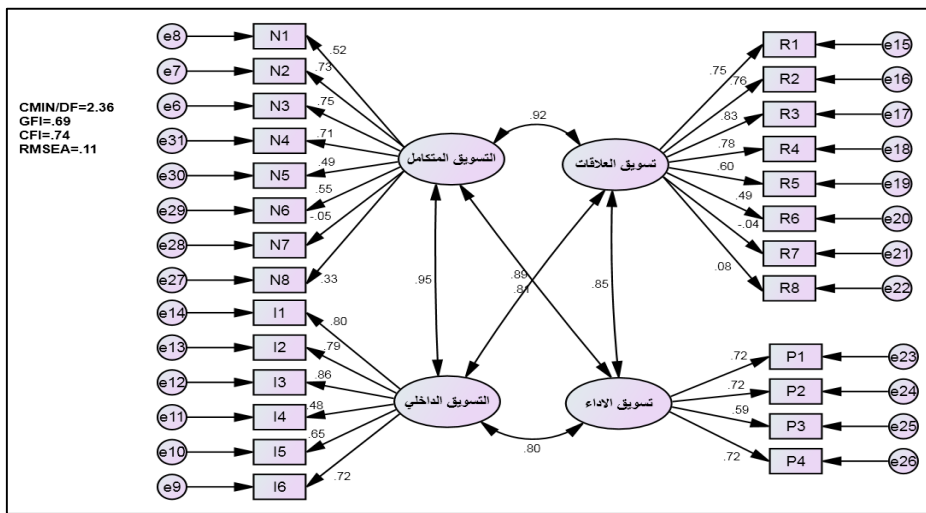 CMIN/DF=2.36
GFI=.69
CFI=.74
RMSEA=.11
e8 N1 .52
e7 N2 .73
e6 N3 .75
e31 N4 .71
e30 N5 .49
e29 N6 .55
e28 N7 -.05
e27 N8 .33
e14 I1 .80
e13 I2 .79
e12 I3 .86
e11 I4 .48
e10 I5 .65
e9 I6 .72
التسويق المتكامل
.92
تسويق العلاقات
.95
.89
.81
.85
التسويق الداخلي
.80
تسويق الاداء
.75 R1 e15
.76 R2 e16
.83 R3 e17
.78 R4 e18
.60 R5 e19
.49 R6 e20
-.04 R7 e21
.08 R8 e22
.72 P1 e23
.72 P2 e24
.59 P3 e25
.72 P4 e26